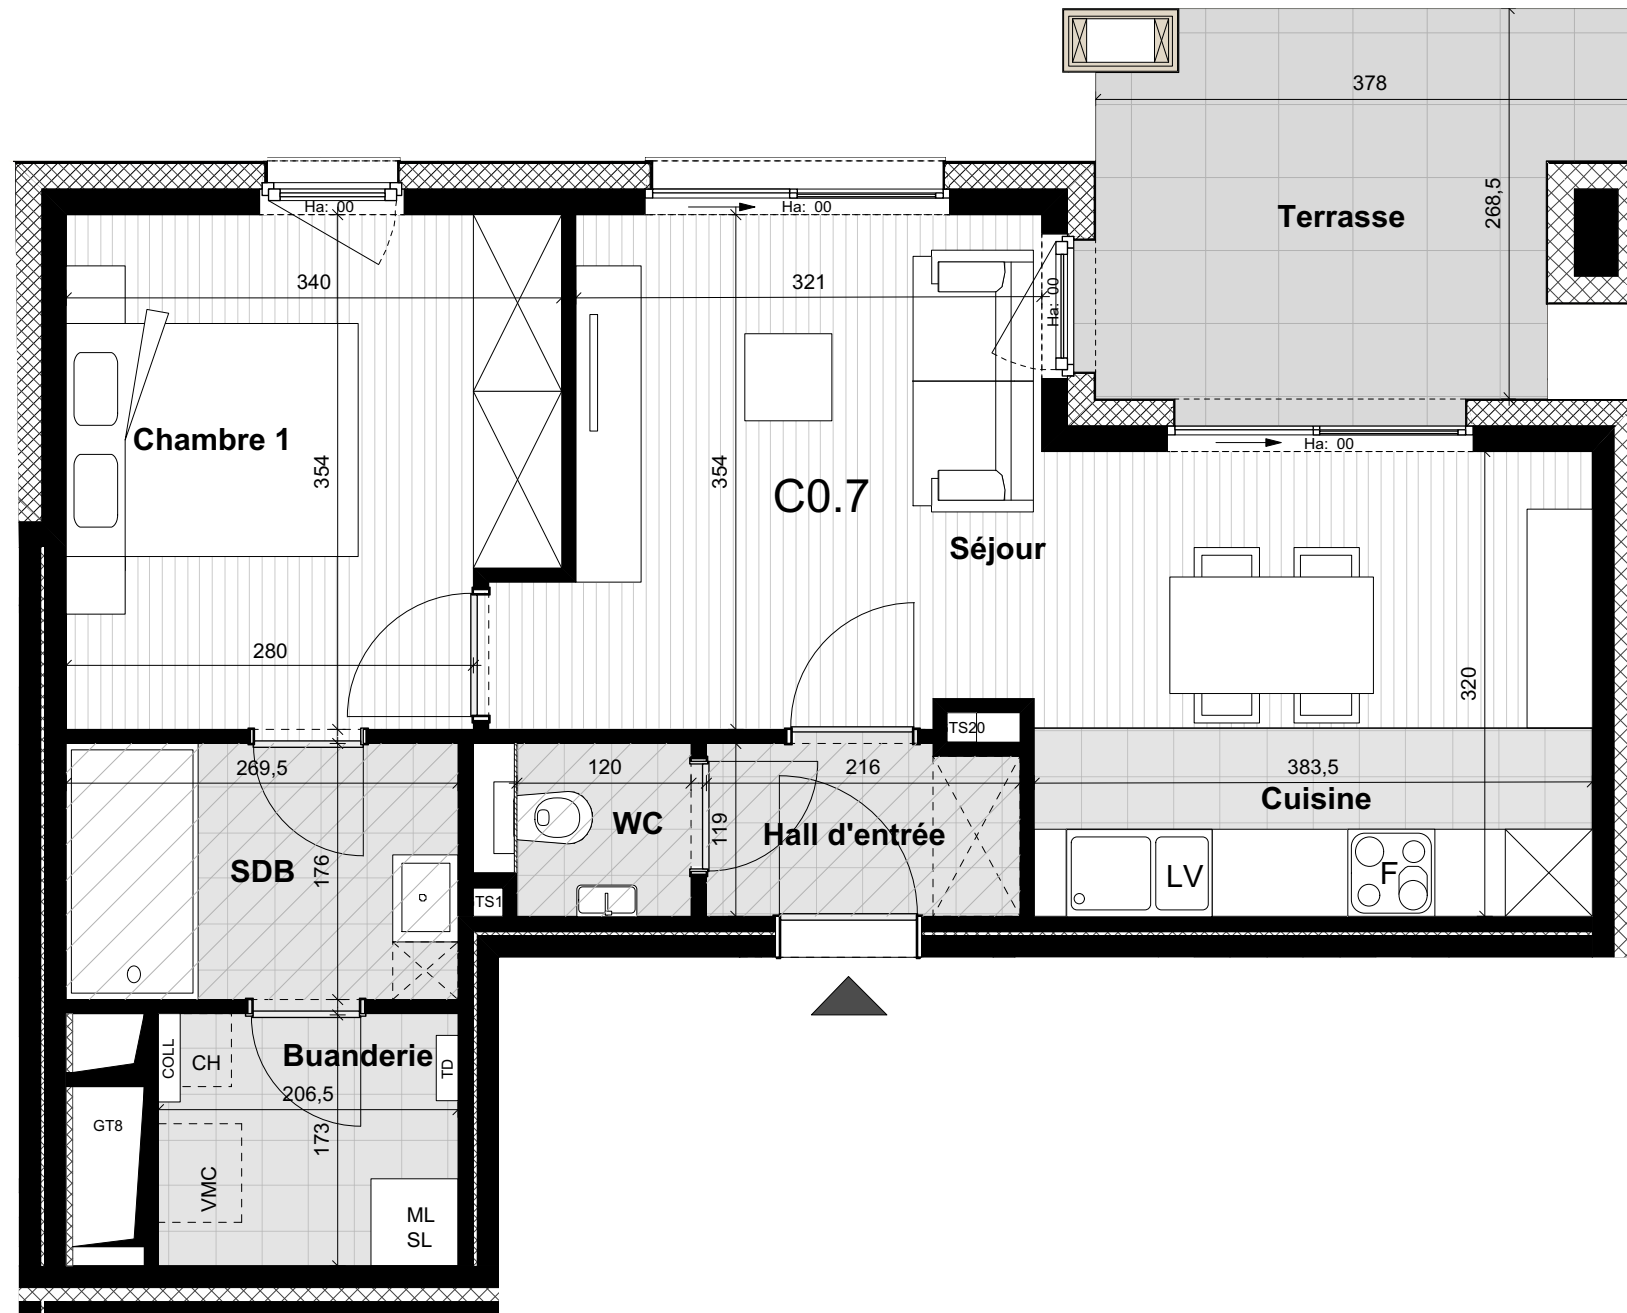 378
268,5
Terrasse
Ha: 00
Ha: 00
340
321
Ha: 00
Chambre 1
354
354
C0.7
Ha: 00
Séjour
280
320
TS20
269,5
120
216
383,5
Cuisine
WC
119
Hall d'entrée
SDB
176
LV
F
TS1
COLL
CH
Buanderie
TD
206,5
GT8
173
VMC
ML
SL